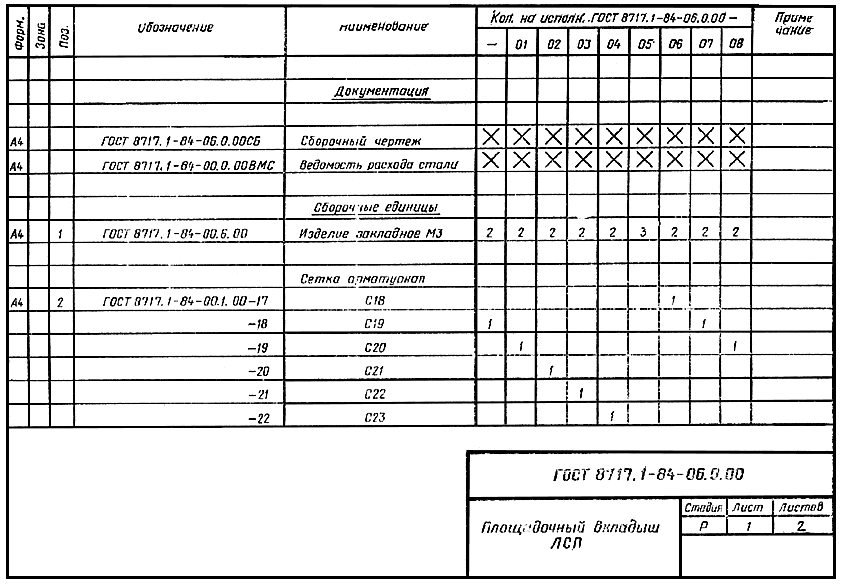 Форм. Зона Поз. Обозначение Наименование Кол. на исполн. ГОСТ 8717.1-84-06.0.00 – Приме чание
– 01 02 03 04 05 06 07 08
Документация
А4 ГОСТ 8717.1-84-06.0.00СБ Сборочный чертеж X X X X X X X X X
А4 ГОСТ 8717.1-84-00.0.00ВМС Ведомость расхода стали X X X X X X X X X
Сборочные единицы
А4 1 ГОСТ 8717.1-84-00.6.00 Изделие закладное М3 2 2 2 2 2 3 2 2 2
Сетка арматурная
А4 2 ГОСТ 8717.1-84-00.1.00-17 С18 1
-18 С19 1 1
-19 С20 1 1
-20 С21 1
-21 С22 1
-22 С23 1
ГОСТ 8717.1-84-06.0.00
Площадочный вкладыш
ЛСП
Стадия Лист Листов
Р 1 2